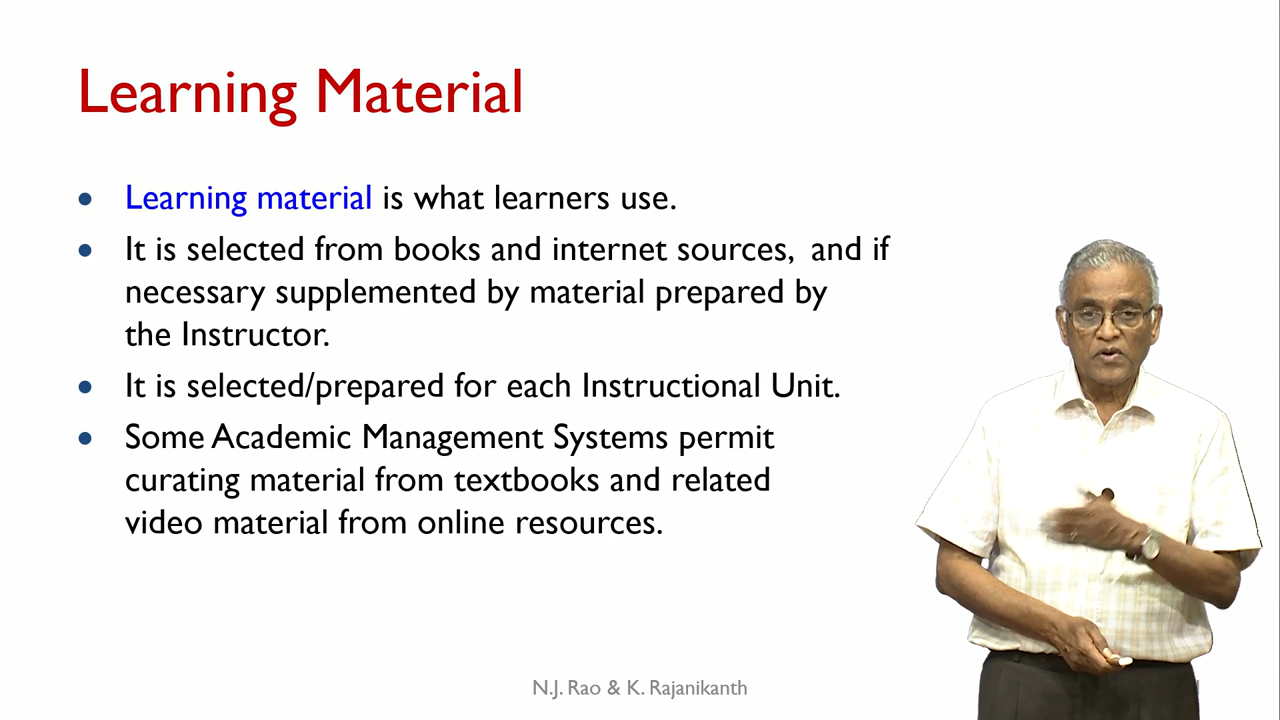 Learning Material
• Learning material is what learners use.
• It is selected from books and internet sources, and if
necessary supplemented by material prepared by
the Instructor.
• It is selected/prepared for each Instructional Unit.
• Some Academic Management Systems permit
curating material from textbooks and related
video material from online resources.
N.J. Rao & K. Rajanikanth